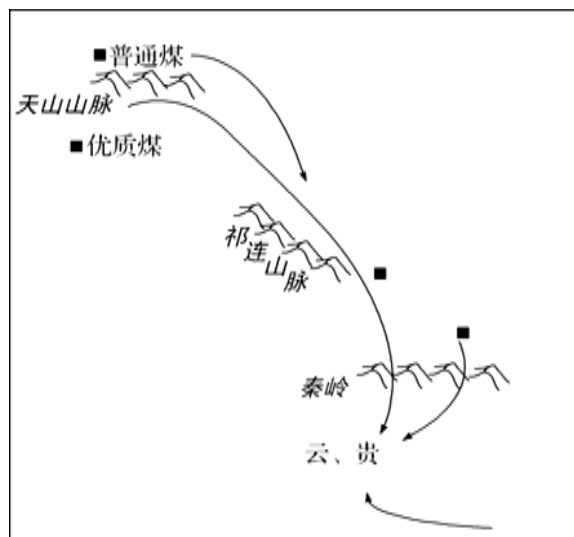 普通煤
天山山脉
优质煤
祁连山脉
秦岭
云、贵